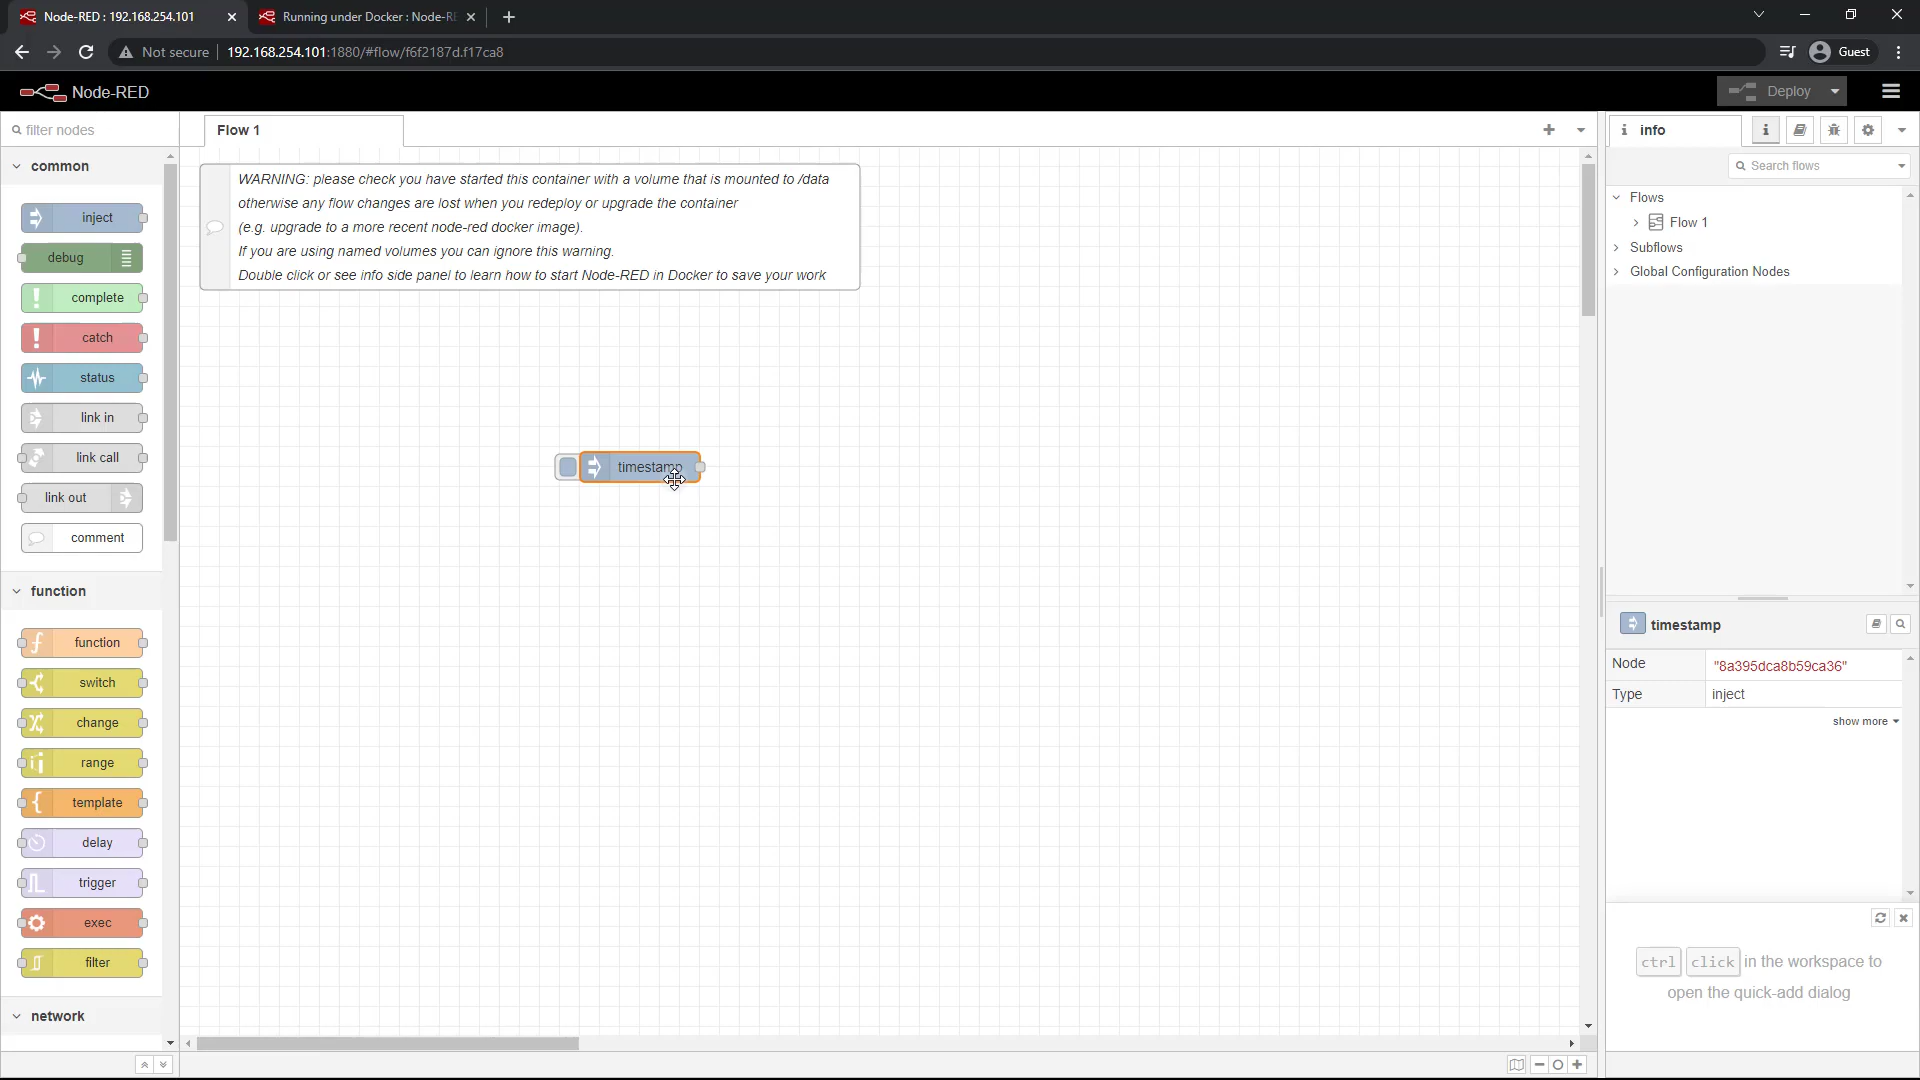 Node-RED : 192.168.254.101
Running under Docker : Node-RE
Not secure
192.168.254.101:1880/#flow/f6f2187d.f17ca8
Guest
Node-RED
Deploy
filter nodes
common
inject
debug
complete
catch
status
link in
link call
link out
comment
function
function
switch
change
range
template
delay
trigger
exec
filter
network
Flow 1
WARNING: please check you have started this container with a volume that is mounted to /data
otherwise any flow changes are lost when you redeploy or upgrade the container
(e.g. upgrade to a more recent node-red docker image).
If you are using named volumes you can ignore this warning.
Double click or see info side panel to learn how to start Node-RED in Docker to save your work
timestamp
i info
i
Search flows
Flows
Flow 1
Subflows
Global Configuration Nodes
timestamp
Node "8a395dca8b59ca36"
Type inject
show more
ctrl click in the workspace to
open the quick-add dialog